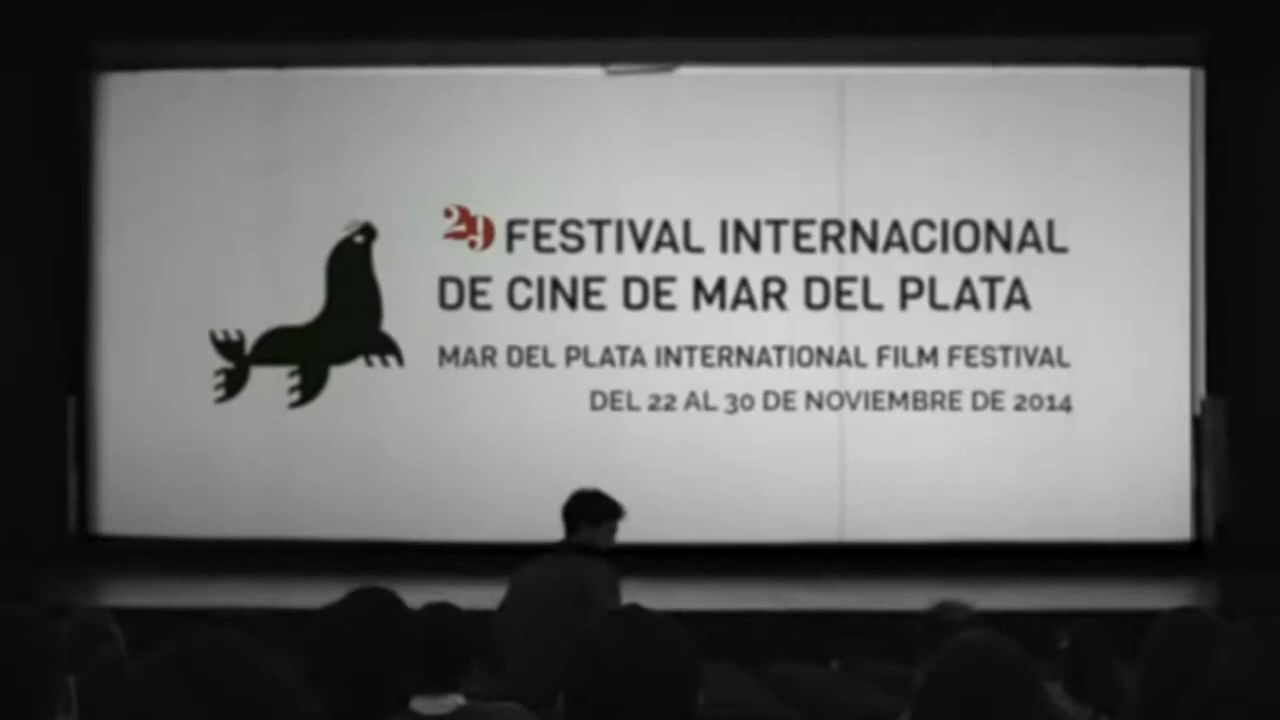 29 FESTIVAL INTERNACIONAL
DE CINE DE MAR DEL PLATA
MAR DEL PLATA INTERNATIONAL FILM FESTIVAL
DEL 22 AL 30 DE NOVIEMBRE DE 2014